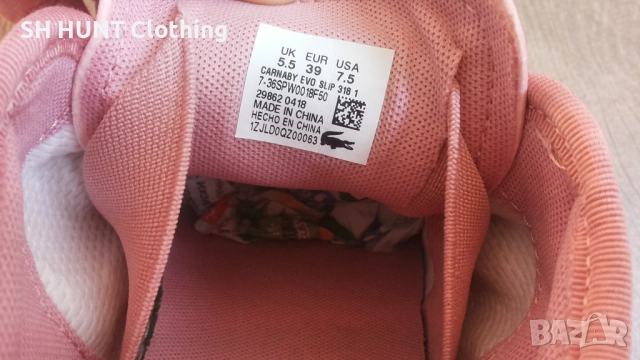 SH HUNT Clothing
UK EUR USA
5.5 39 7.5
CARNABY EVO SLIP 318 1
7-36SPW0018F50
29862 0418
MADE IN CHINA
HECHO EN CHINA
1ZJLD0QZ00063
BAZAR